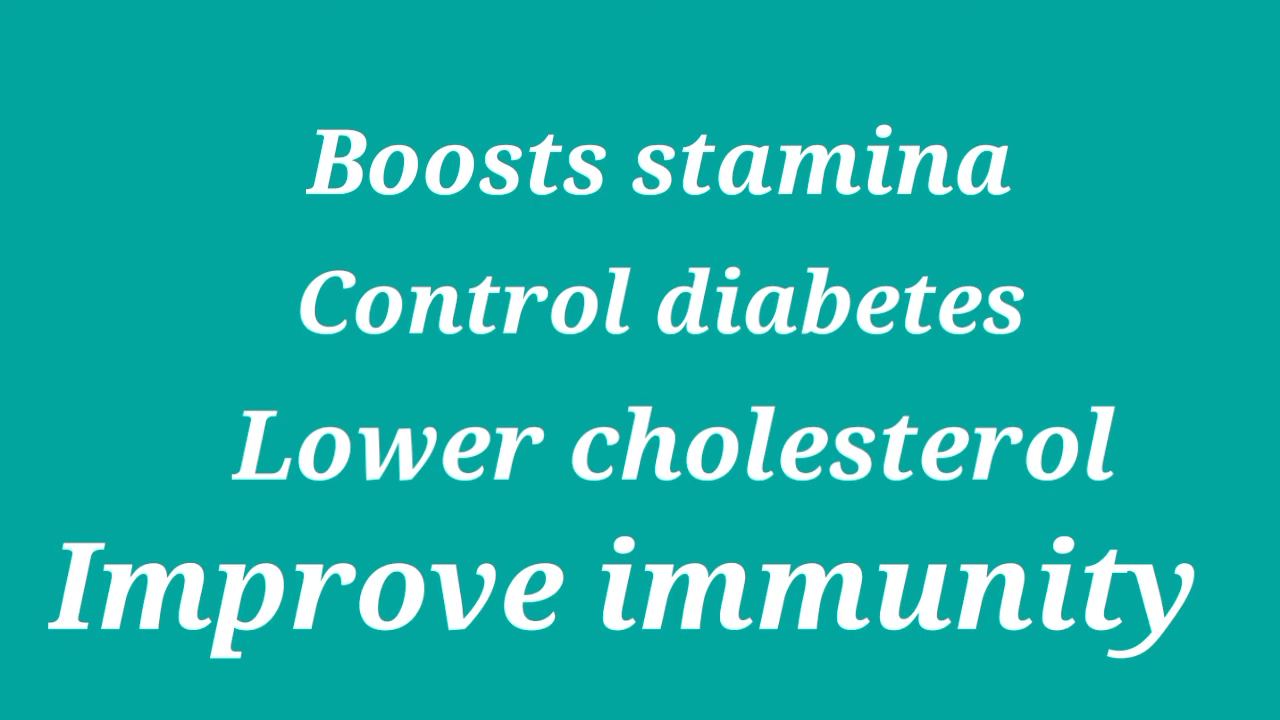 Boosts stamina
Control diabetes
Lower cholesterol
Improve immunity